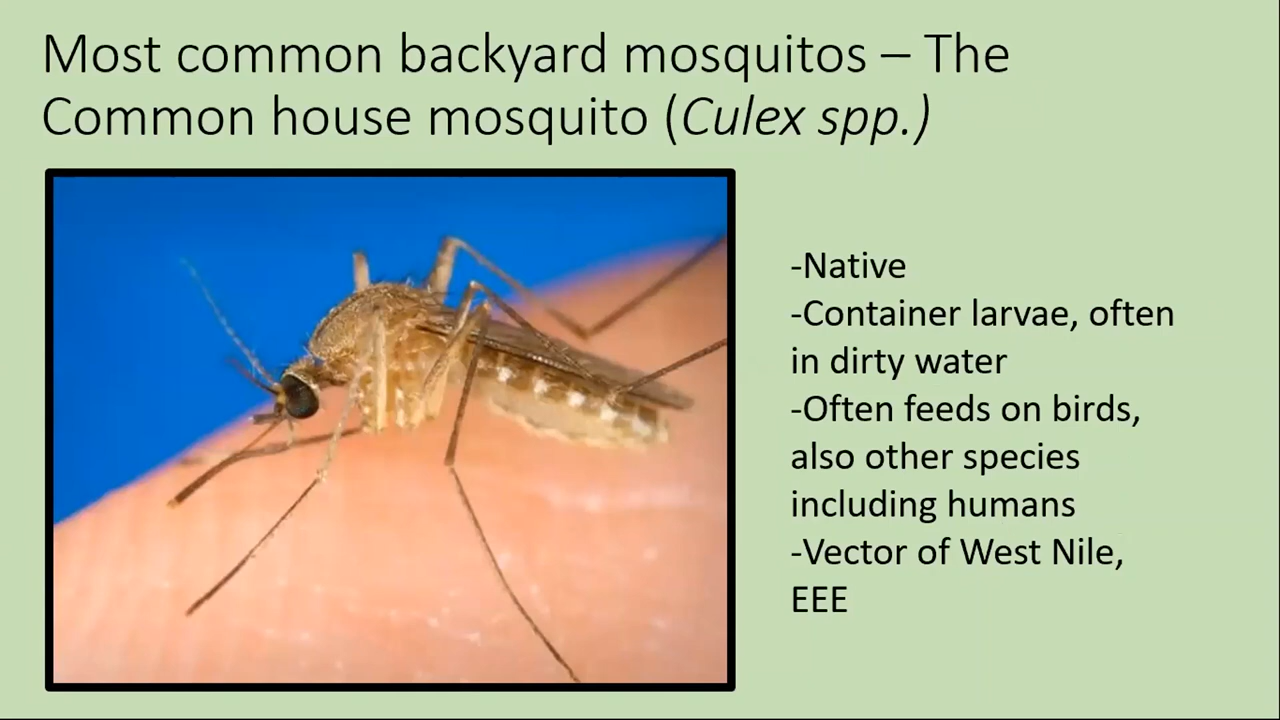 Most common backyard mosquitos – The
Common house mosquito (Culex spp.)
-Native
-Container larvae, often
in dirty water
-Often feeds on birds,
also other species
including humans
-Vector of West Nile,
EEE